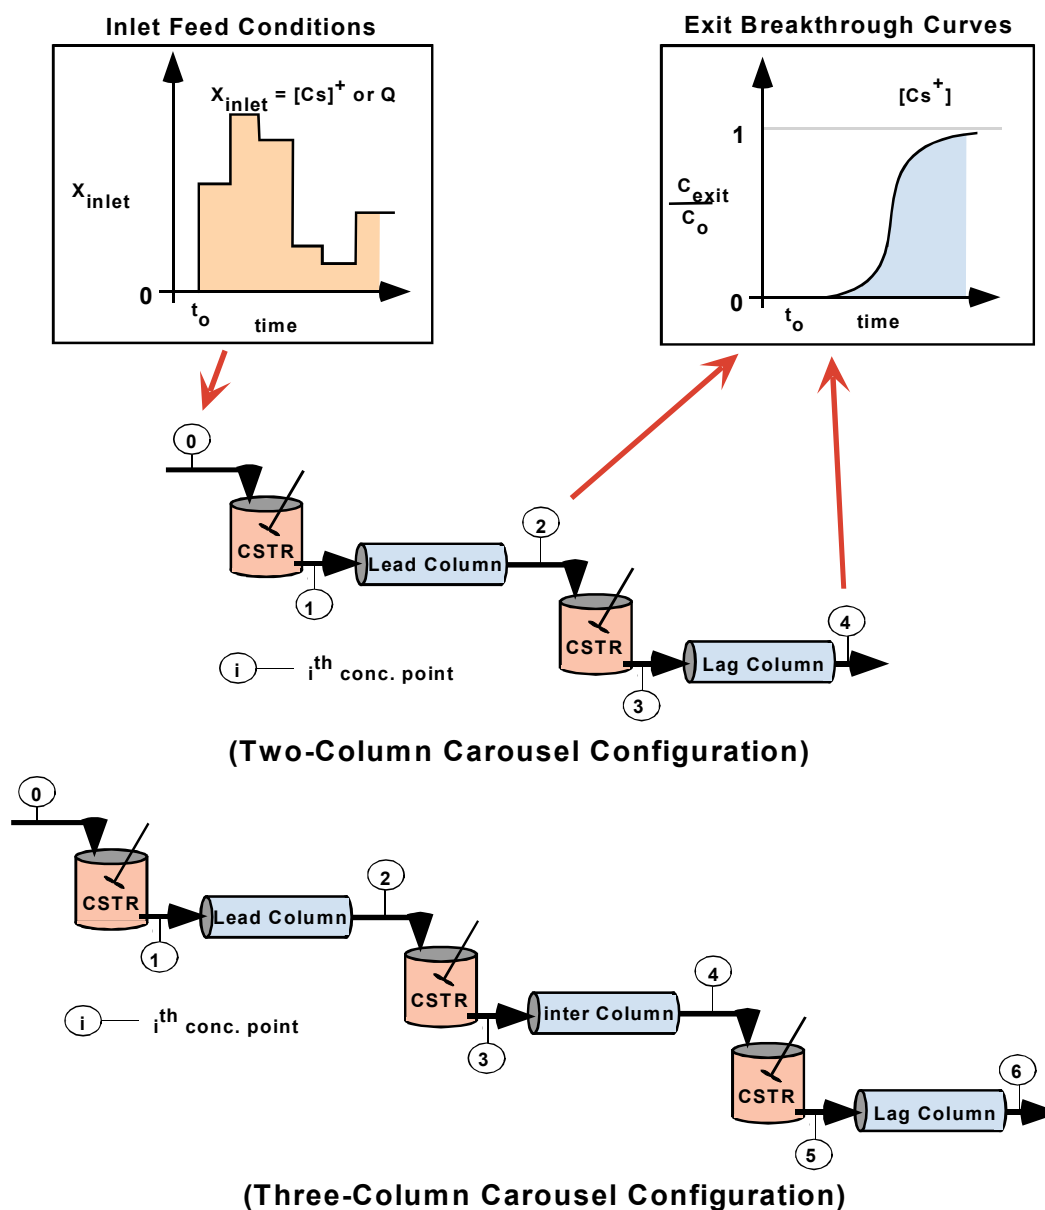 Inlet Feed Conditions
X_inlet = [Cs]^+ or Q
X_inlet
0
t_o
time
Exit Breakthrough Curves
[Cs^+]
1
C_exit
C_o
0
t_o
time
0
CSTR
1
Lead Column
2
CSTR
3
Lag Column
4
i
i^th conc. point
(Two-Column Carousel Configuration)
0
CSTR
1
Lead Column
2
CSTR
3
inter Column
4
CSTR
5
Lag Column
6
i
i^th conc. point
(Three-Column Carousel Configuration)